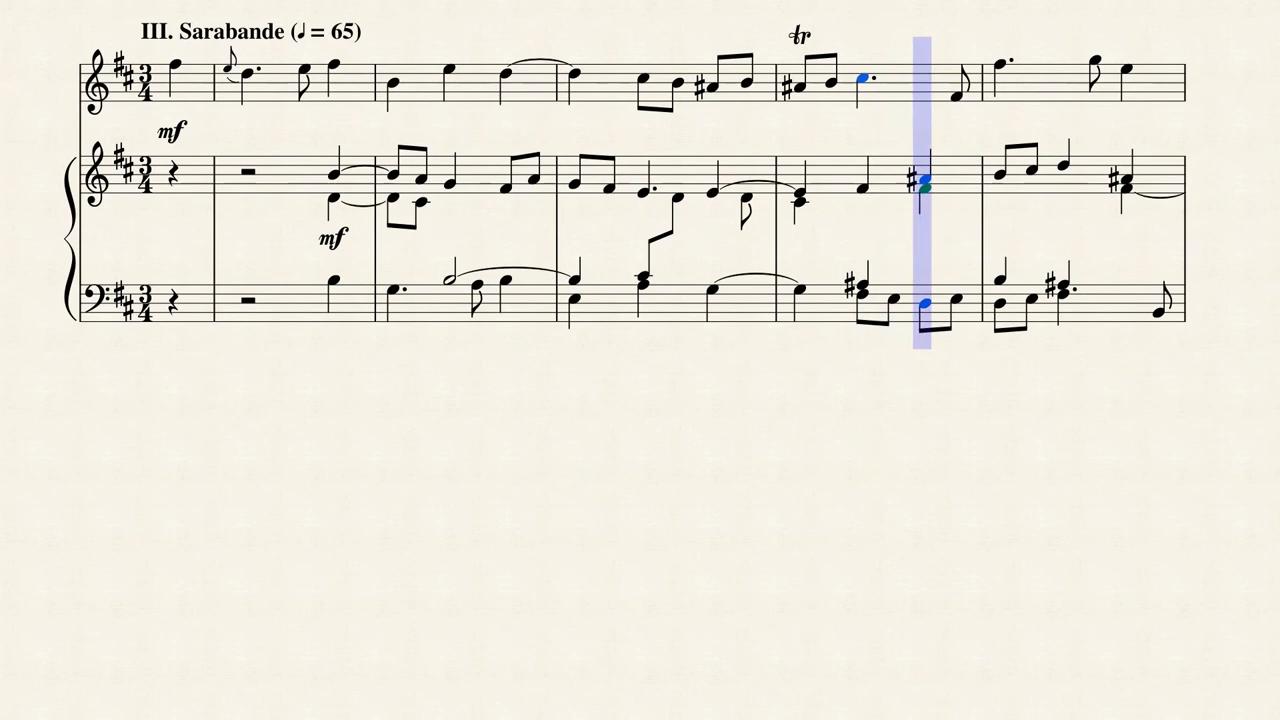 III. Sarabande (♩ = 65)
tr
mf
mf